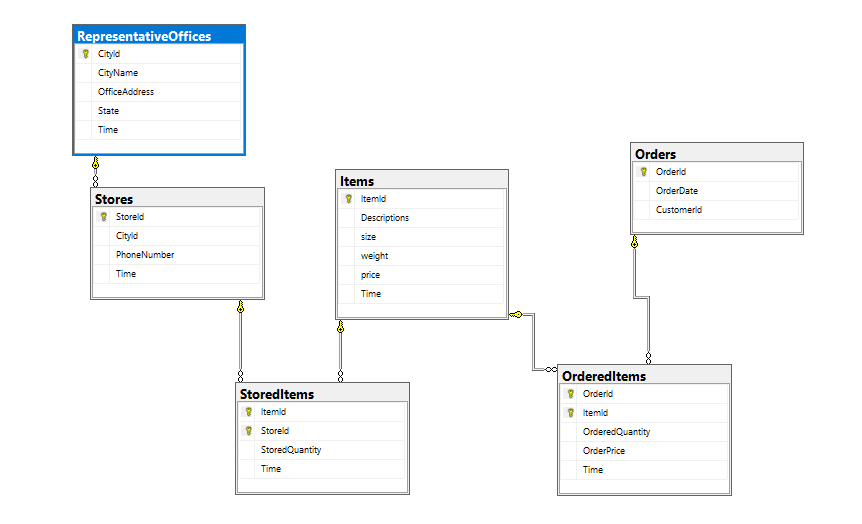 RepresentativeOffices
CityId
CityName
OfficeAddress
State
Time
Stores
StoreId
CityId
PhoneNumber
Time
Items
ItemId
Descriptions
size
weight
price
Time
Orders
OrderId
OrderDate
CustomerId
StoredItems
ItemId
StoreId
StoredQuantity
Time
OrderedItems
OrderId
ItemId
OrderedQuantity
OrderPrice
Time